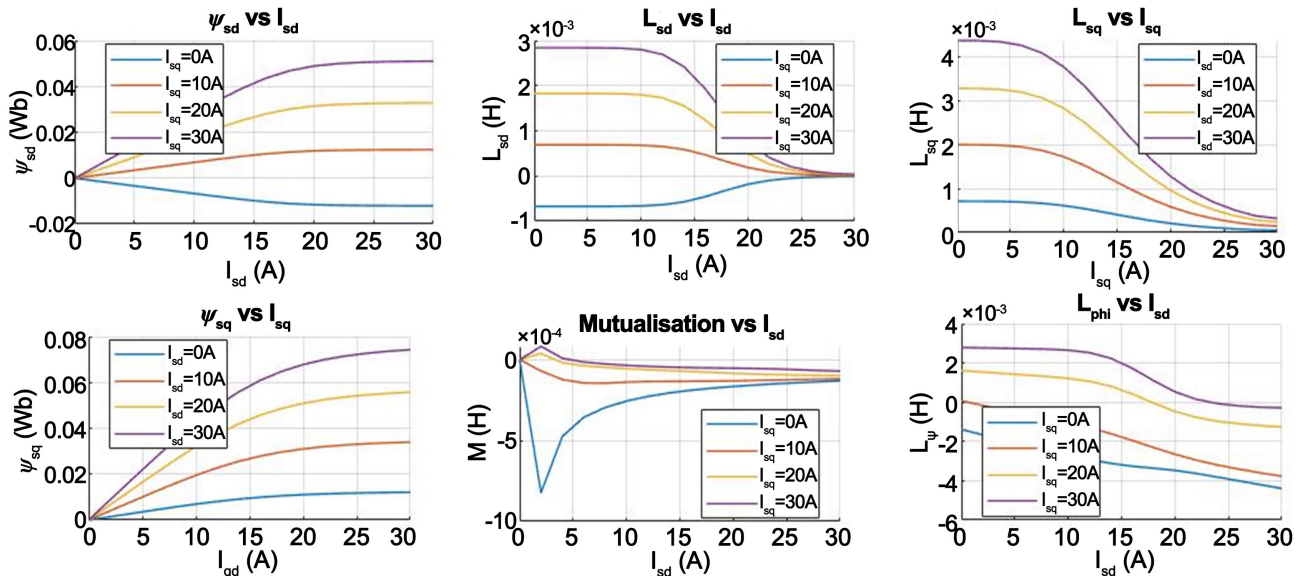 ψsd vs Isd
ψsd (Wb)
0.06
0.04
0.02
0
-0.02
Isq=0A
Isq=10A
Isq=20A
Isq=30A
0 5 10 15 20 25 30
Isd (A)
Lsd vs Isd
×10-3
Lsd (H)
3
2
1
0
-1
Isq=0A
Isq=10A
Isq=20A
Isq=30A
0 5 10 15 20 25 30
Isd (A)
Lsq vs Isq
×10-3
Lsq (H)
4
3
2
1
0
Isd=0A
Isd=10A
Isd=20A
Isd=30A
0 5 10 15 20 25 30
Isq (A)
ψsq vs Isq
ψsq (Wb)
0.08
0.06
0.04
0.02
0
Isd=0A
Isd=10A
Isd=20A
Isd=30A
0 5 10 15 20 25 30
Iqd (A)
Mutualisation vs Isd
×10-4
M (H)
0
-5
-10
Isq=0A
Isq=10A
Isq=20A
Isq=30A
0 5 10 15 20 25 30
Isd (A)
Lphi vs Isd
×10-3
Lψ (H)
4
2
0
-2
-4
-6
Isq=0A
Isq=10A
Isq=20A
Isq=30A
0 5 10 15 20 25 30
Isd (A)